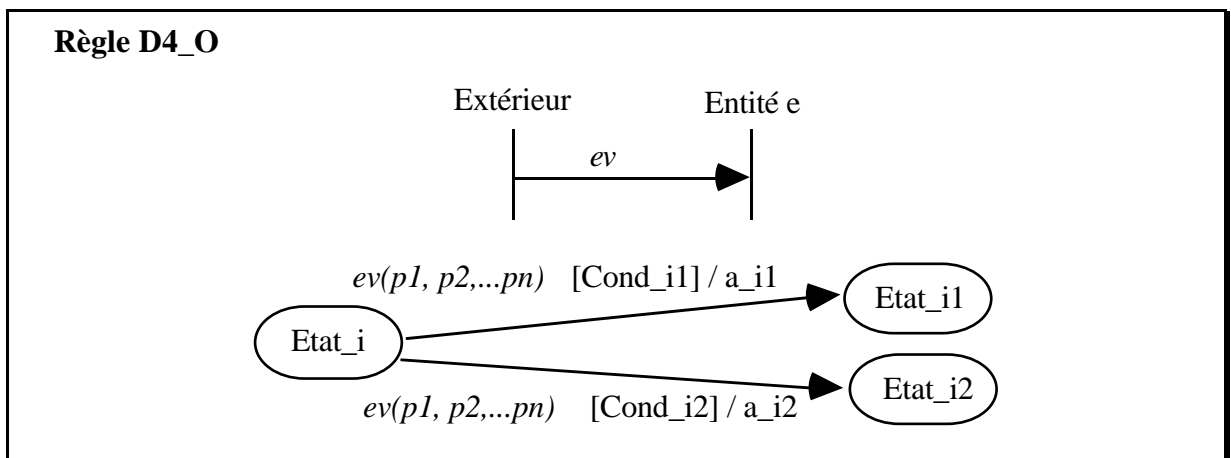 Règle D4_O
Extérieur Entité e
ev
ev(p1, p2,...pn) [Cond_i1] / a_i1
Etat_i1
Etat_i
Etat_i2
ev(p1, p2,...pn) [Cond_i2] / a_i2